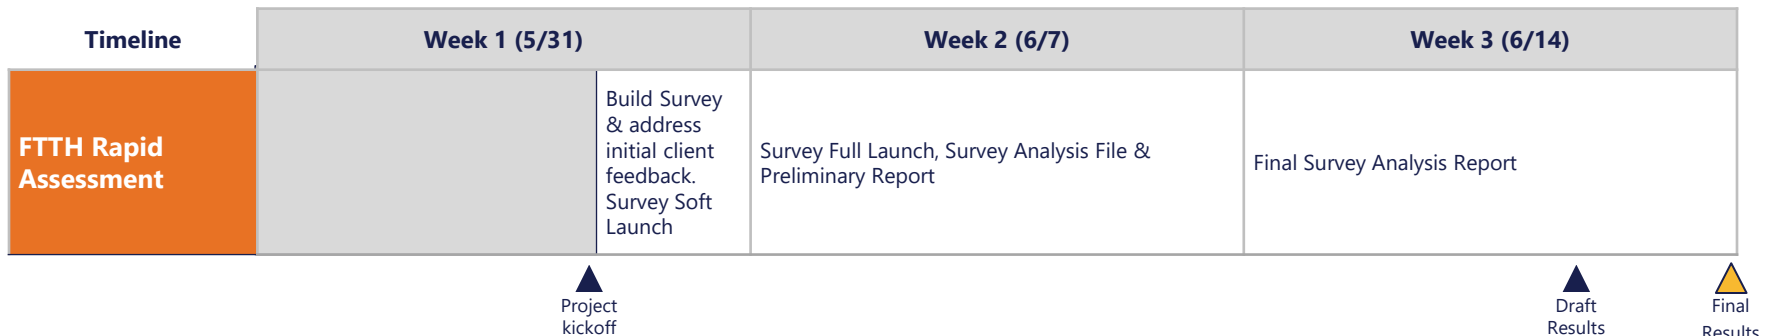 Timeline
Week 1 (5/31)
Week 2 (6/7)
Week 3 (6/14)
FTTH Rapid
Assessment
Build Survey
& address
initial client
feedback.
Survey Soft
Launch
Survey Full Launch, Survey Analysis File &
Preliminary Report
Final Survey Analysis Report
Project
kickoff
Draft
Results
Final
Results